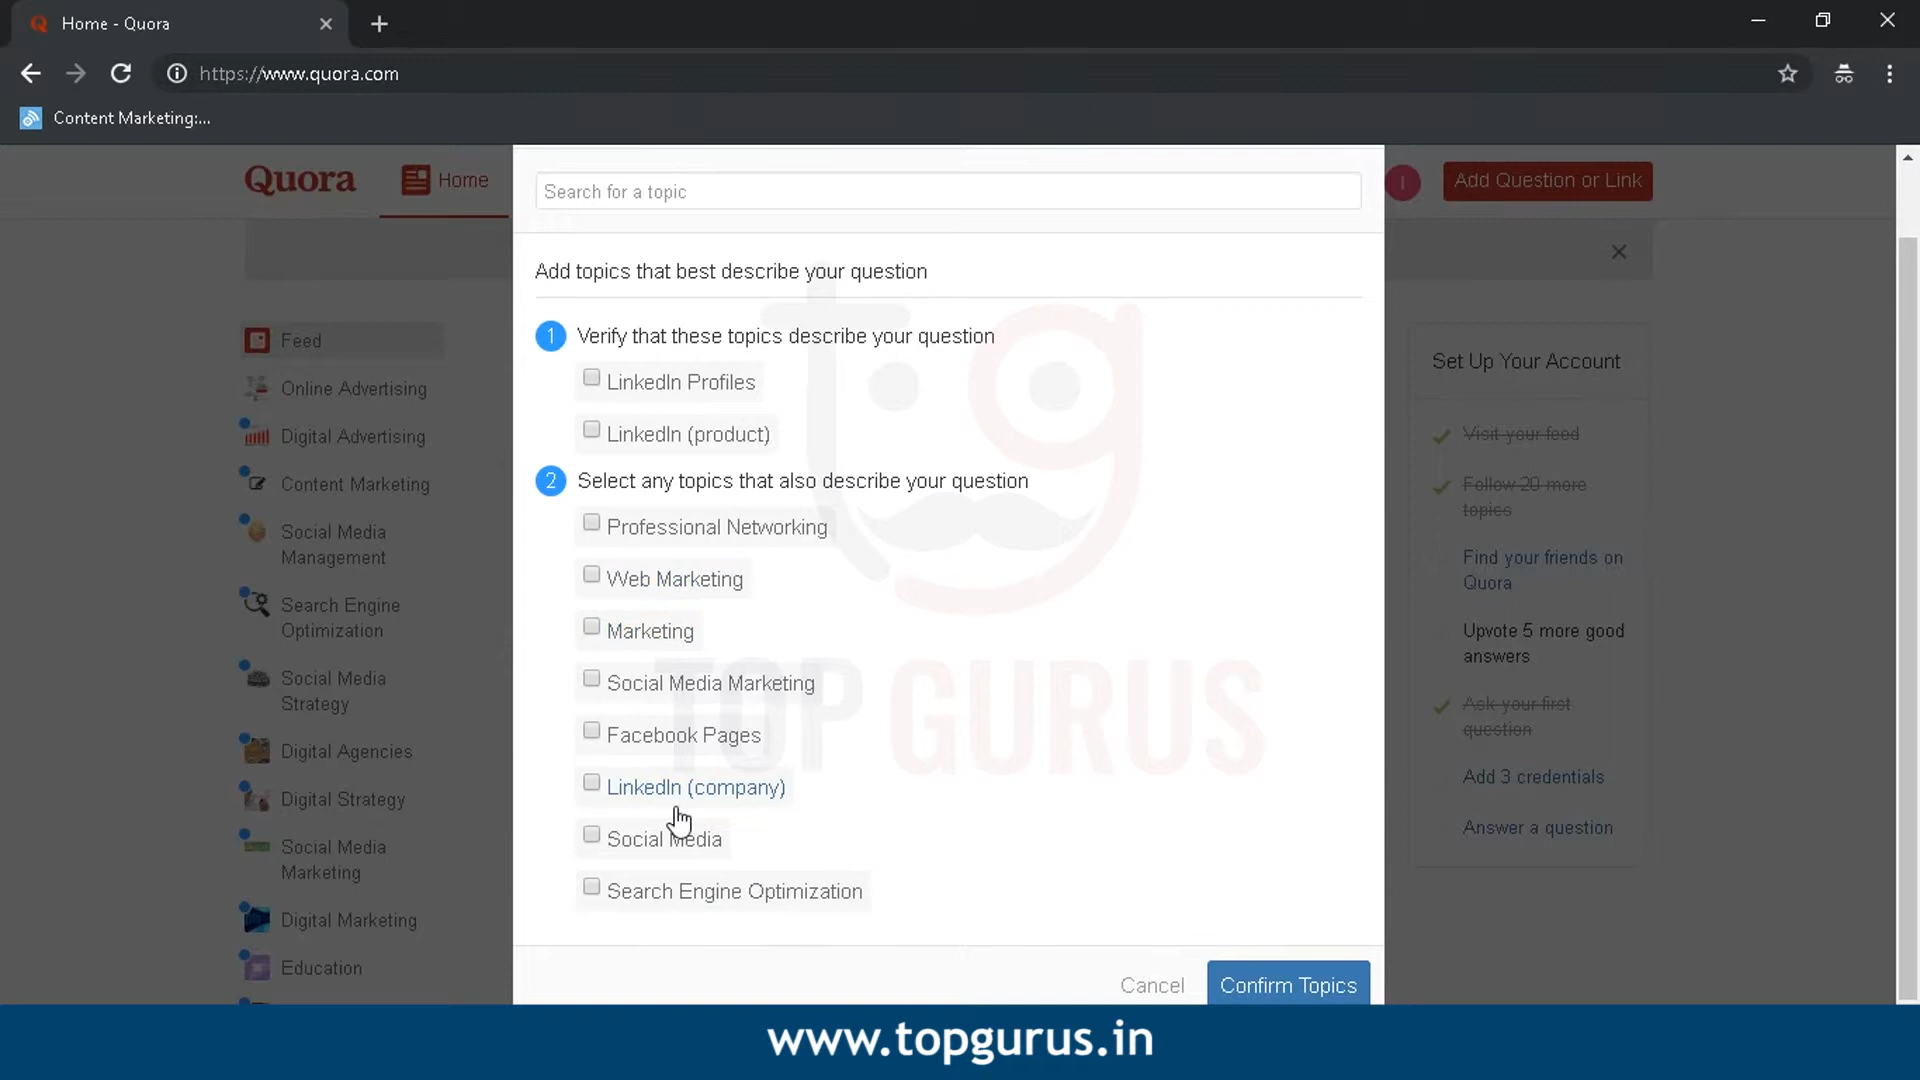 Home - Quora
https://www.quora.com
Content Marketing:...
Quora
Home
Search for a topic
Add Question or Link
Add topics that best describe your question
1 Verify that these topics describe your question
LinkedIn Profiles
LinkedIn (product)
2 Select any topics that also describe your question
Professional Networking
Web Marketing
Marketing
Social Media Marketing
Facebook Pages
LinkedIn (company)
Social Media
Search Engine Optimization
Cancel
Confirm Topics
Feed
Online Advertising
Digital Advertising
Content Marketing
Social Media
Management
Search Engine
Optimization
Social Media
Strategy
Digital Agencies
Digital Strategy
Social Media
Marketing
Digital Marketing
Education
Set Up Your Account
Visit your feed
Follow 20 more
topics
Find your friends on
Quora
Upvote 5 more good
answers
Ask your first
question
Add 3 credentials
Answer a question
tg
TOP GURUS
www.topgurus.in